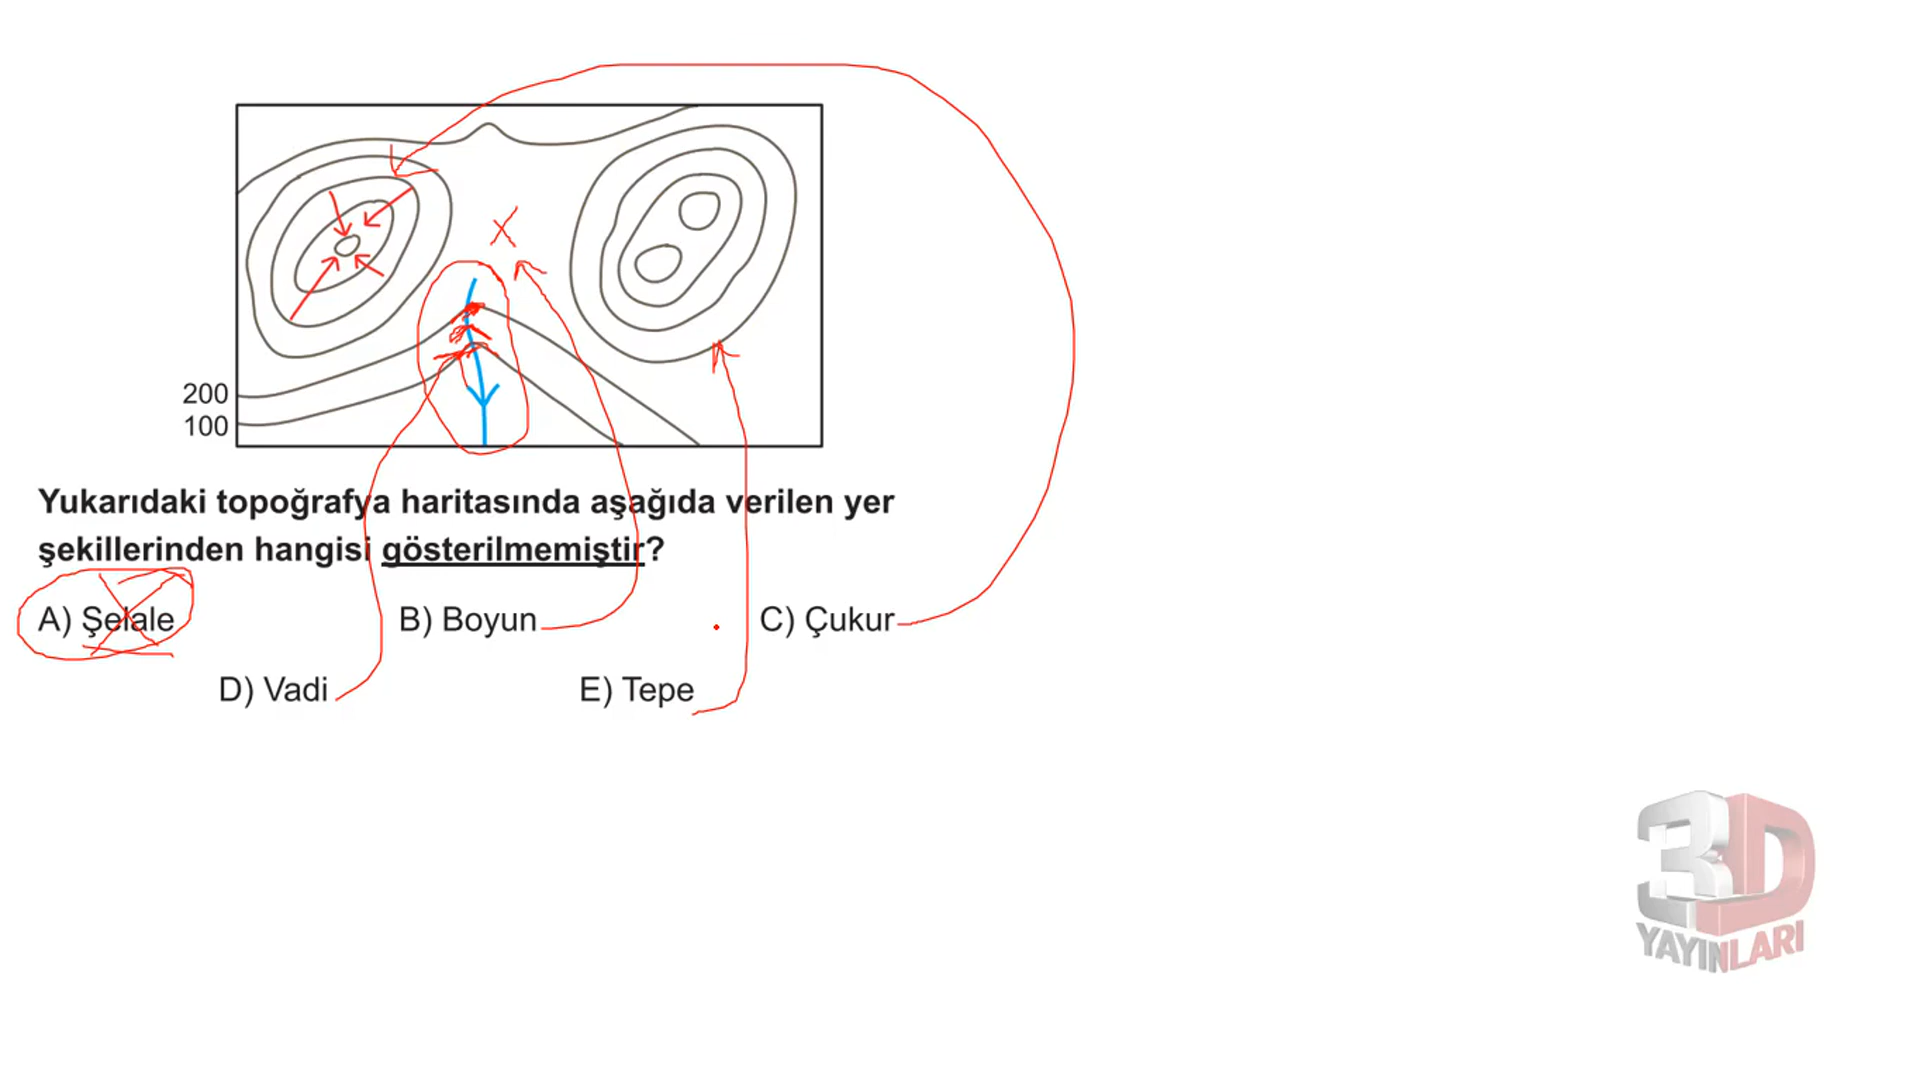 200
100
Yukarıdaki topoğrafya haritasında aşağıda verilen yer
şekillerinden hangisi gösterilmemiştir?
A) Şelale B) Boyun C) Çukur
D) Vadi E) Tepe
3D
YAYINLARI